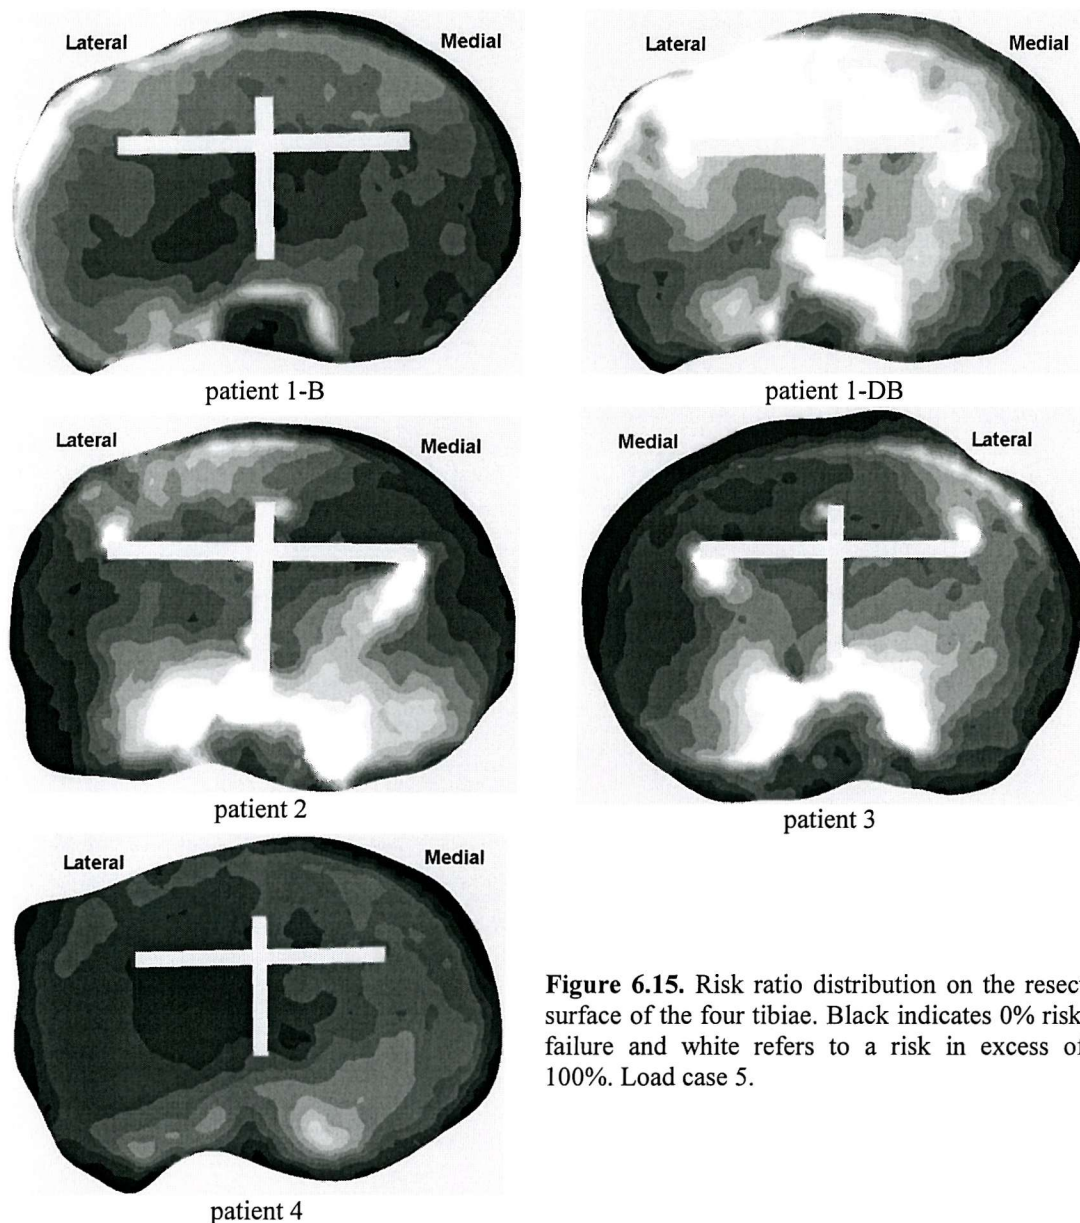 Lateral Medial
Lateral Medial
patient 1-B
patient 1-DB
Lateral Medial
Medial Lateral
patient 2
patient 3
Lateral Medial
Figure 6.15. Risk ratio distribution on the resect
surface of the four tibiae. Black indicates 0% risk
failure and white refers to a risk in excess of
100%. Load case 5.
patient 4